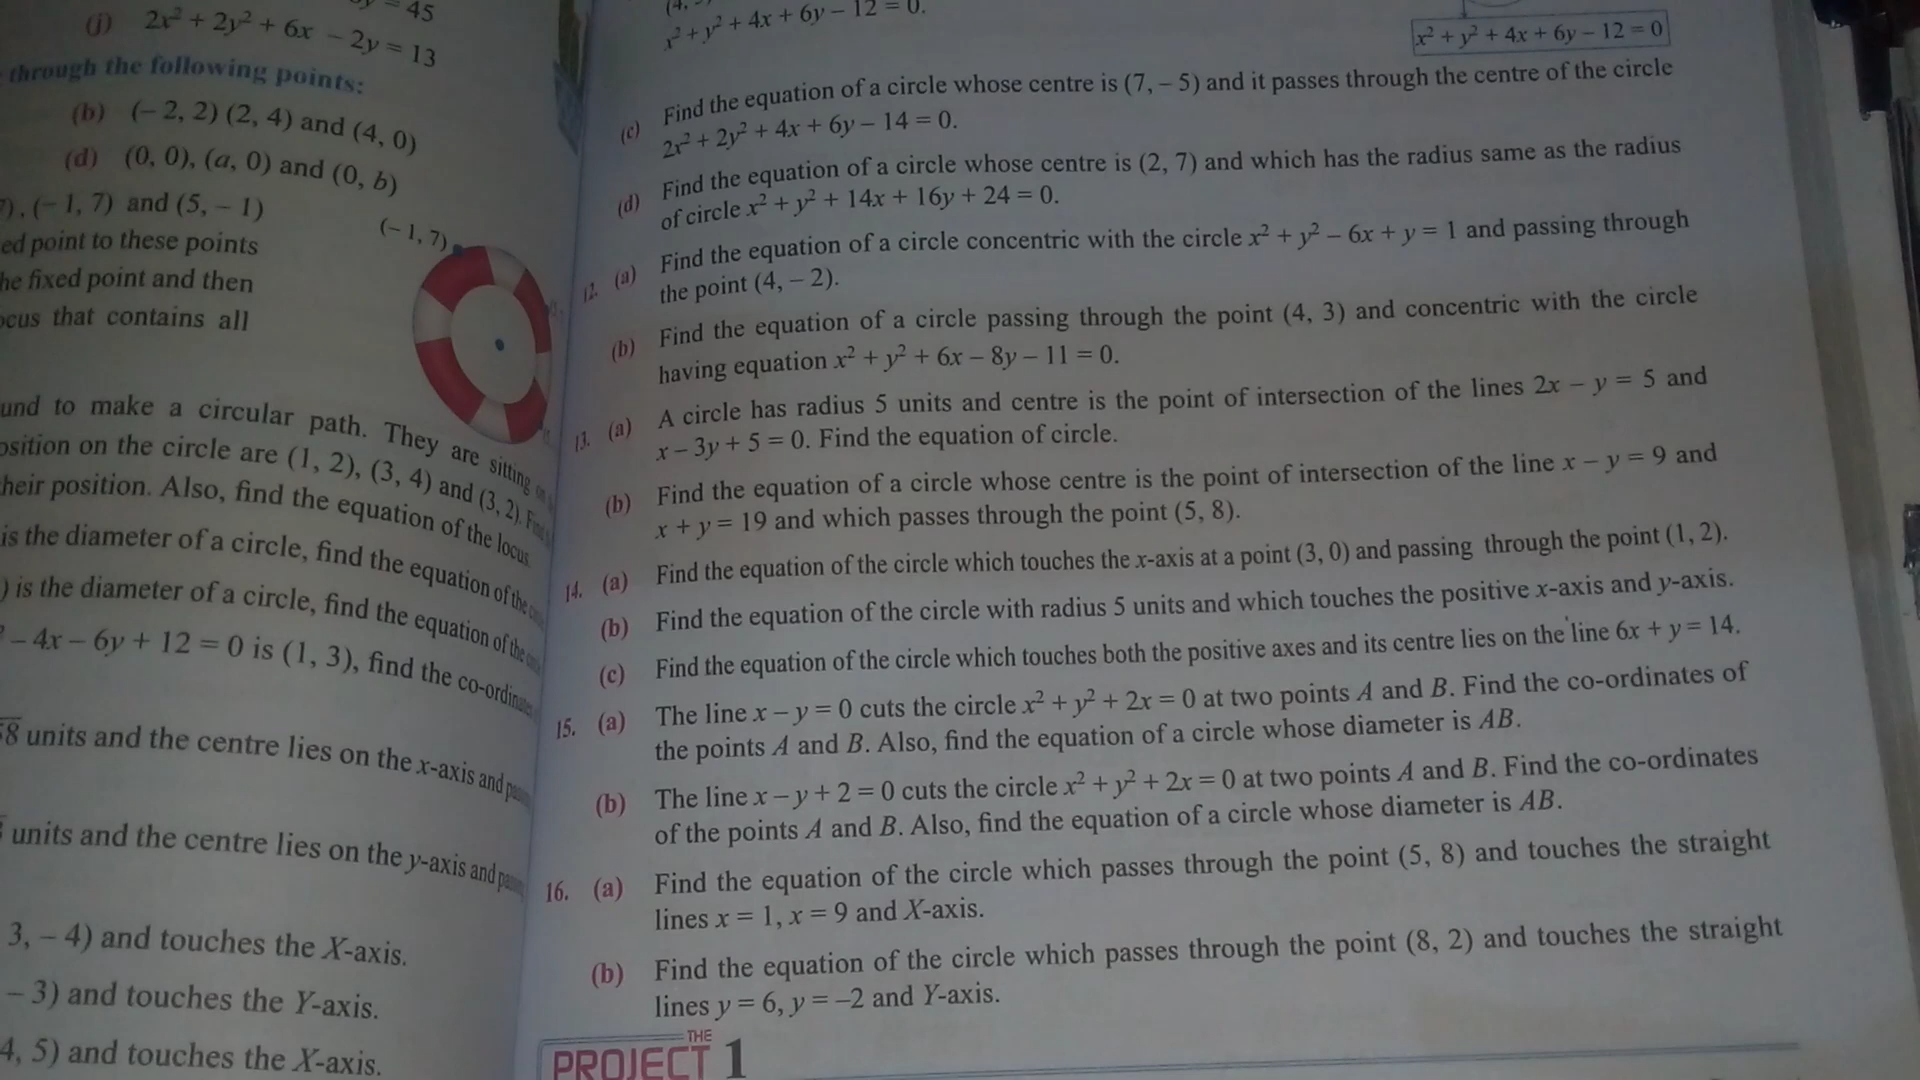 = 45
(j) 2x² + 2y² + 6x − 2y = 13
through the following points:
(b) (− 2, 2) (2, 4) and (4, 0)
(d) (0, 0), (a, 0) and (0, b)
(− 1, 7) and (5, − 1)
ed point to these points
he fixed point and then
ocus that contains all
(− 1, 7)
und to make a circular path. They are sitting
osition on the circle are (1, 2), (3, 4) and (3, 2).
their position. Also, find the equation of the locus.
is the diameter of a circle, find the equation of the
) is the diameter of a circle, find the equation of the
− 4x − 6y + 12 = 0 is (1, 3), find the co-ordinates
58 units and the centre lies on the x-axis and
units and the centre lies on the y-axis and
3, − 4) and touches the X-axis.
− 3) and touches the Y-axis.
4, 5) and touches the X-axis.
x² + y² + 4x + 6y − 12 = 0.
x² + y² + 4x + 6y − 12 = 0
(c) Find the equation of a circle whose centre is (7, − 5) and it passes through the centre of the circle
2x² + 2y² + 4x + 6y − 14 = 0.
(d) Find the equation of a circle whose centre is (2, 7) and which has the radius same as the radius
of circle x² + y² + 14x + 16y + 24 = 0.
12. (a) Find the equation of a circle concentric with the circle x² + y² − 6x + y = 1 and passing through
the point (4, − 2).
(b) Find the equation of a circle passing through the point (4, 3) and concentric with the circle
having equation x² + y² + 6x − 8y − 11 = 0.
13. (a) A circle has radius 5 units and centre is the point of intersection of the lines 2x − y = 5 and
x − 3y + 5 = 0. Find the equation of circle.
(b) Find the equation of a circle whose centre is the point of intersection of the line x − y = 9 and
x + y = 19 and which passes through the point (5, 8).
14. (a) Find the equation of the circle which touches the x-axis at a point (3, 0) and passing through the point (1, 2).
(b) Find the equation of the circle with radius 5 units and which touches the positive x-axis and y-axis.
(c) Find the equation of the circle which touches both the positive axes and its centre lies on the line 6x + y = 14.
15. (a) The line x − y = 0 cuts the circle x² + y² + 2x = 0 at two points A and B. Find the co-ordinates of
the points A and B. Also, find the equation of a circle whose diameter is AB.
(b) The line x − y + 2 = 0 cuts the circle x² + y² + 2x = 0 at two points A and B. Find the co-ordinates
of the points A and B. Also, find the equation of a circle whose diameter is AB.
16. (a) Find the equation of the circle which passes through the point (5, 8) and touches the straight
lines x = 1, x = 9 and X-axis.
(b) Find the equation of the circle which passes through the point (8, 2) and touches the straight
lines y = 6, y = −2 and Y-axis.
THE
PROJECT 1